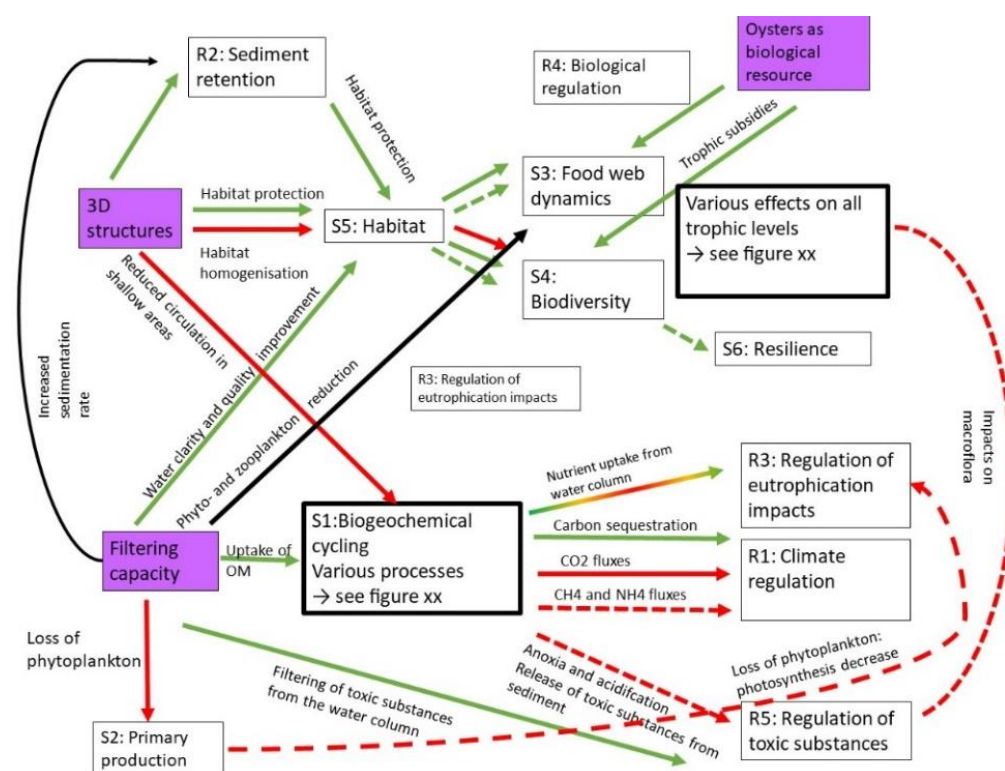 Oysters as
biological
resource
R2: Sediment
retention
R4: Biological
regulation
Habitat protection
Trophic subsidies
S3: Food web
dynamics
Various effects on all
trophic levels
→ see figure xx
3D
structures
Habitat protection
S5: Habitat
Habitat
homogenisation
S4:
Biodiversity
Reduced circulation in
shallow areas
S6: Resilience
Increased
sedimentation
rate
Water clarity and quality improvement
Phyto- and zooplankton reduction
R3: Regulation of
eutrophication impacts
Impacts on
macroflora
Nutrient uptake from
water column
R3: Regulation of
eutrophication
impacts
Filtering
capacity
Uptake of
OM
S1:Biogeochemical
cycling
Various processes
→ see figure xx
Carbon sequestration
CO2 fluxes
CH4 and NH4 fluxes
R1: Climate
regulation
Loss of
phytoplankton
Filtering of toxic substances
from the water column
Anoxia and acidifcation
Release of toxic substances from
sediment
Loss of phytoplankton:
photosynthesis decrease
R5: Regulation of
toxic substances
S2: Primary
production